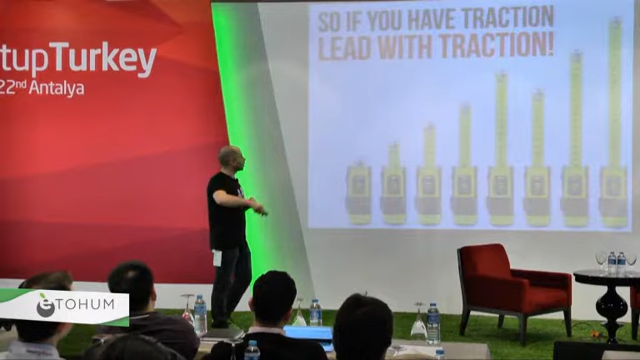 SO IF YOU HAVE TRACTION
LEAD WITH TRACTION!
tupTurkey
22nd Antalya
eTOHUM